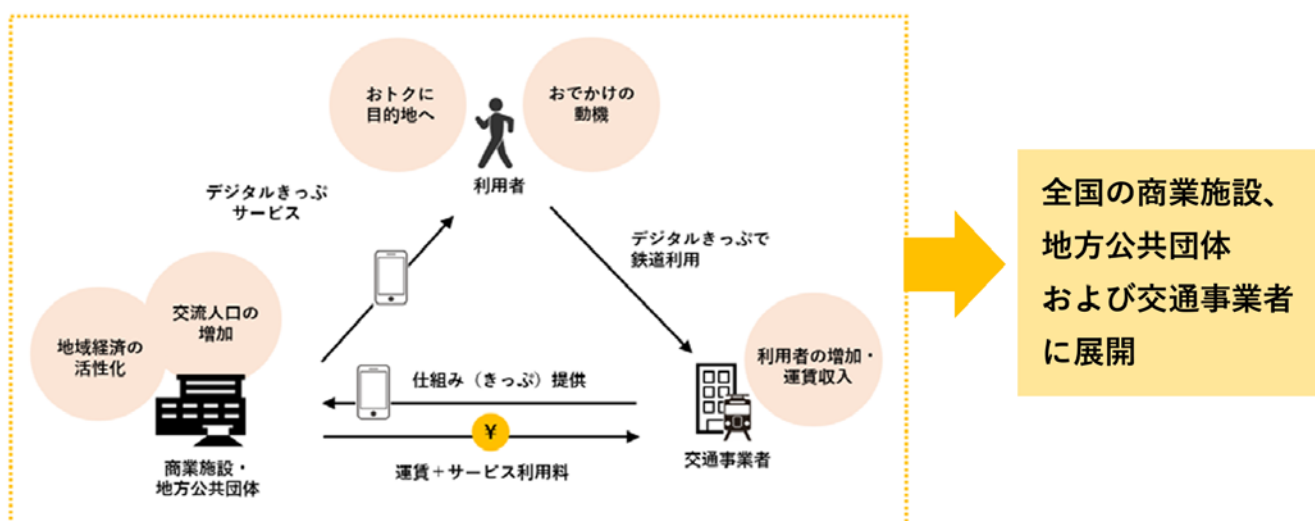 おトクに
目的地へ
おでかけの
動機
利用者
デジタルきっぷ
サービス
デジタルきっぷで
鉄道利用
交流人口の
増加
地域経済の
活性化
利用者の増加・
運賃収入
仕組み（きっぷ）提供
¥
運賃＋サービス利用料
商業施設・
地方公共団体
交通事業者
全国の商業施設、
地方公共団体
および交通事業者
に展開